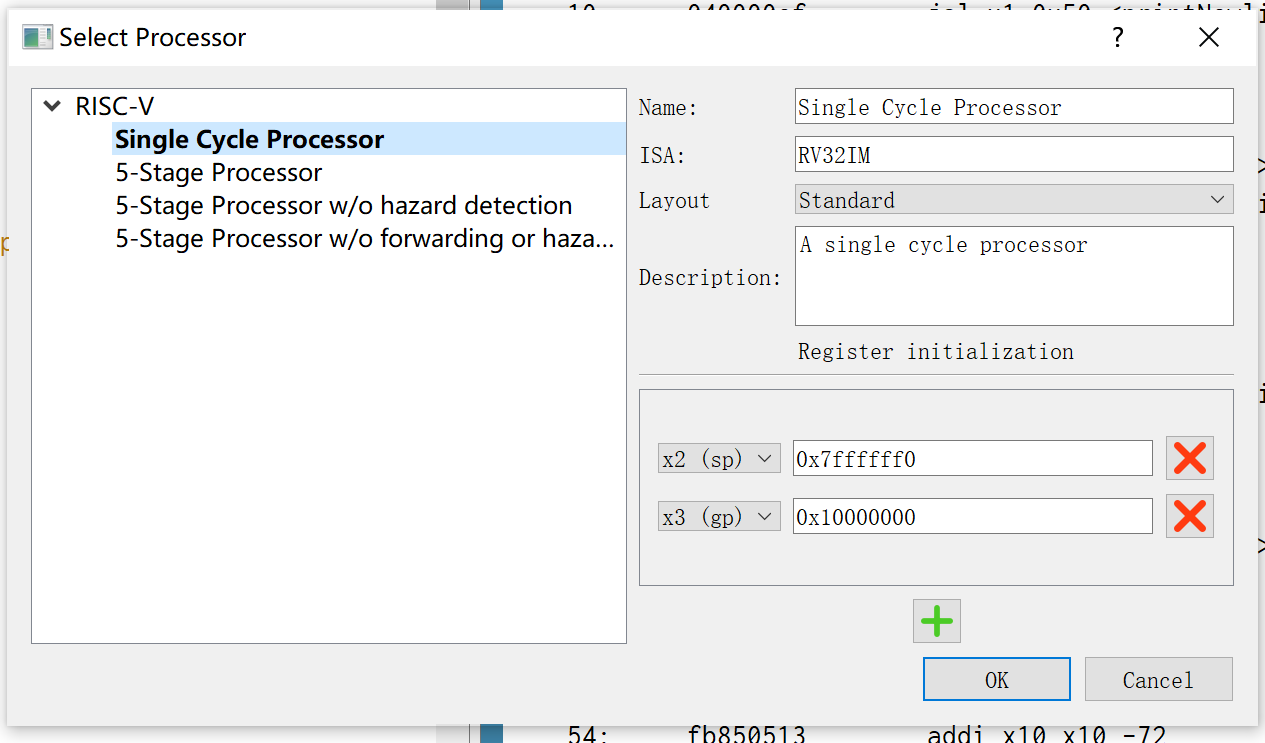 Select Processor
?
RISC-V
Single Cycle Processor
5-Stage Processor
5-Stage Processor w/o hazard detection
5-Stage Processor w/o forwarding or haza...
Name:
Single Cycle Processor
ISA:
RV32IM
Layout
Standard
Description:
A single cycle processor
Register initialization
x2 (sp)
0x7ffffff0
x3 (gp)
0x10000000
OK
Cancel
54: fb850513 addi x10 x10 -72